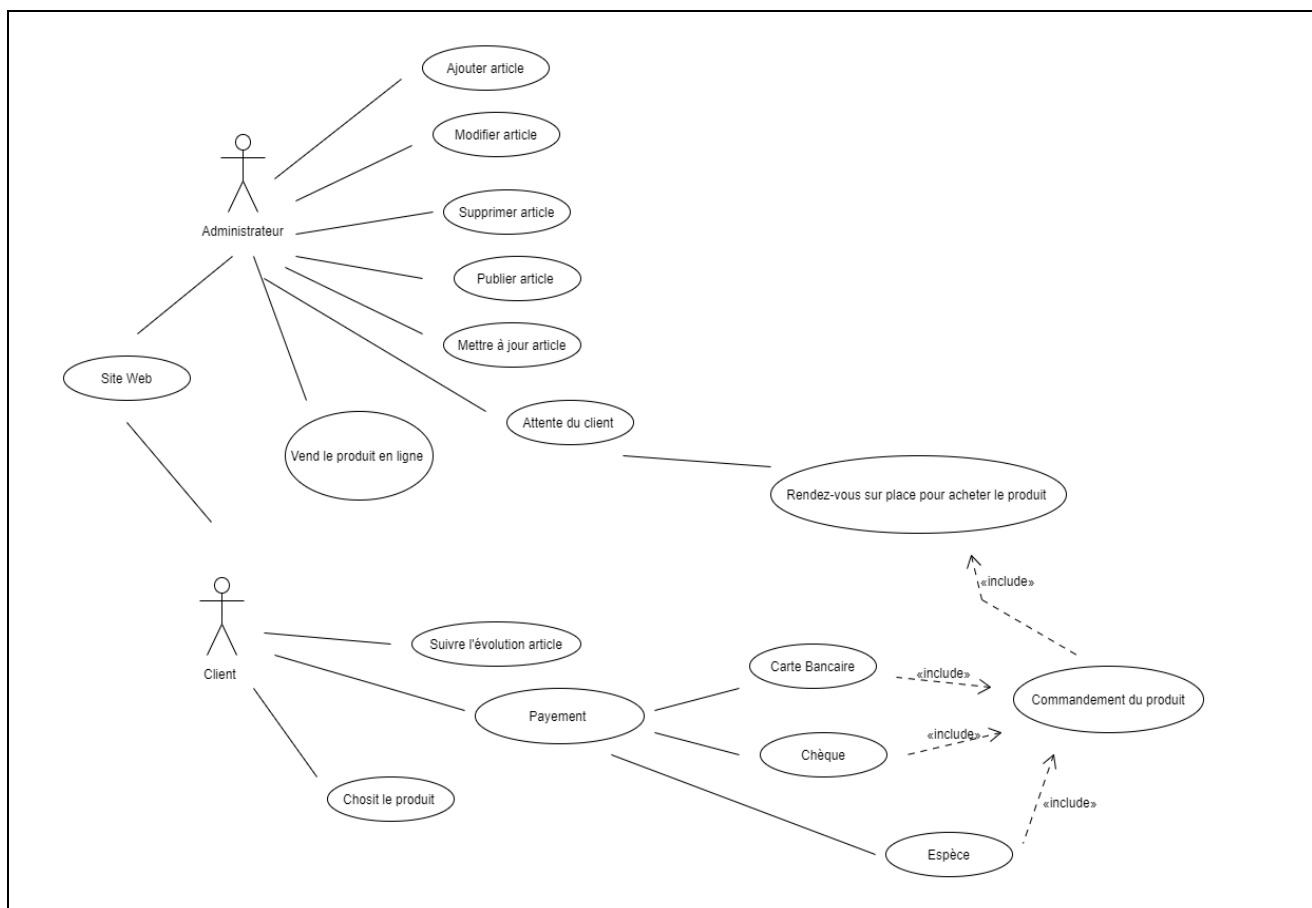 Ajouter article
Modifier article
Supprimer article
Administrateur
Publier article
Mettre à jour article
Site Web
Attente du client
Vend le produit en ligne
Rendez-vous sur place pour acheter le produit
«include»
Suivre l'évolution article
Client
Carte Bancaire
«include»
Commandement du produit
Payement
«include»
Chèque
Chosit le produit
«include»
Espèce